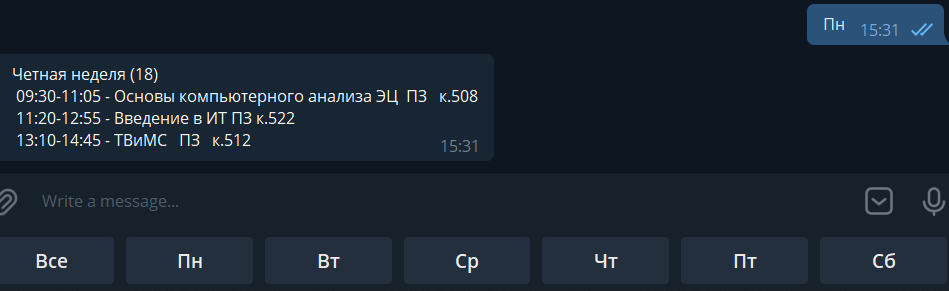 Пн 15:31
Четная неделя (18)
09:30-11:05 - Основы компьютерного анализа ЭЦ ПЗ к.508
11:20-12:55 - Введение в ИТ ПЗ к.522
13:10-14:45 - ТВиМС ПЗ к.512
15:31
Write a message...
Все Пн Вт Ср Чт Пт Сб